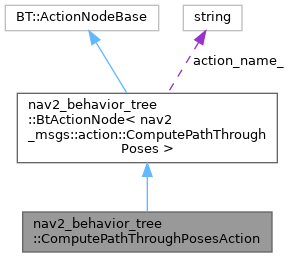 BT::ActionNodeBase
string
action_name_
nav2_behavior_tree
::BtActionNode< nav2
_msgs::action::ComputePathThrough
Poses >
nav2_behavior_tree
::ComputePathThroughPosesAction